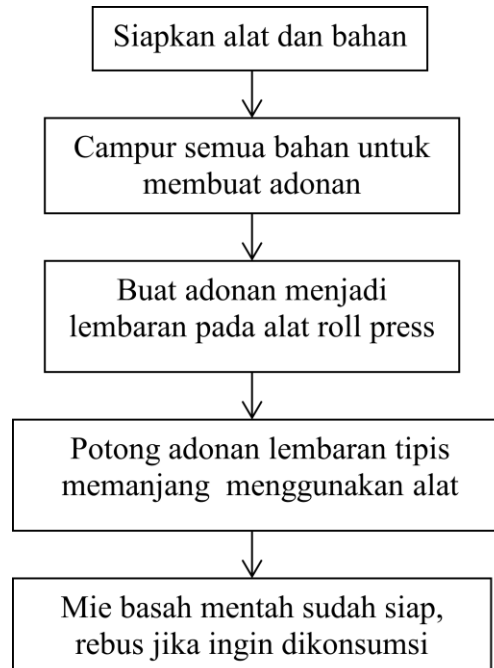 Siapkan alat dan bahan
Campur semua bahan untuk
membuat adonan
Buat adonan menjadi
lembaran pada alat roll press
Potong adonan lembaran tipis
memanjang menggunakan alat
Mie basah mentah sudah siap,
rebus jika ingin dikonsumsi